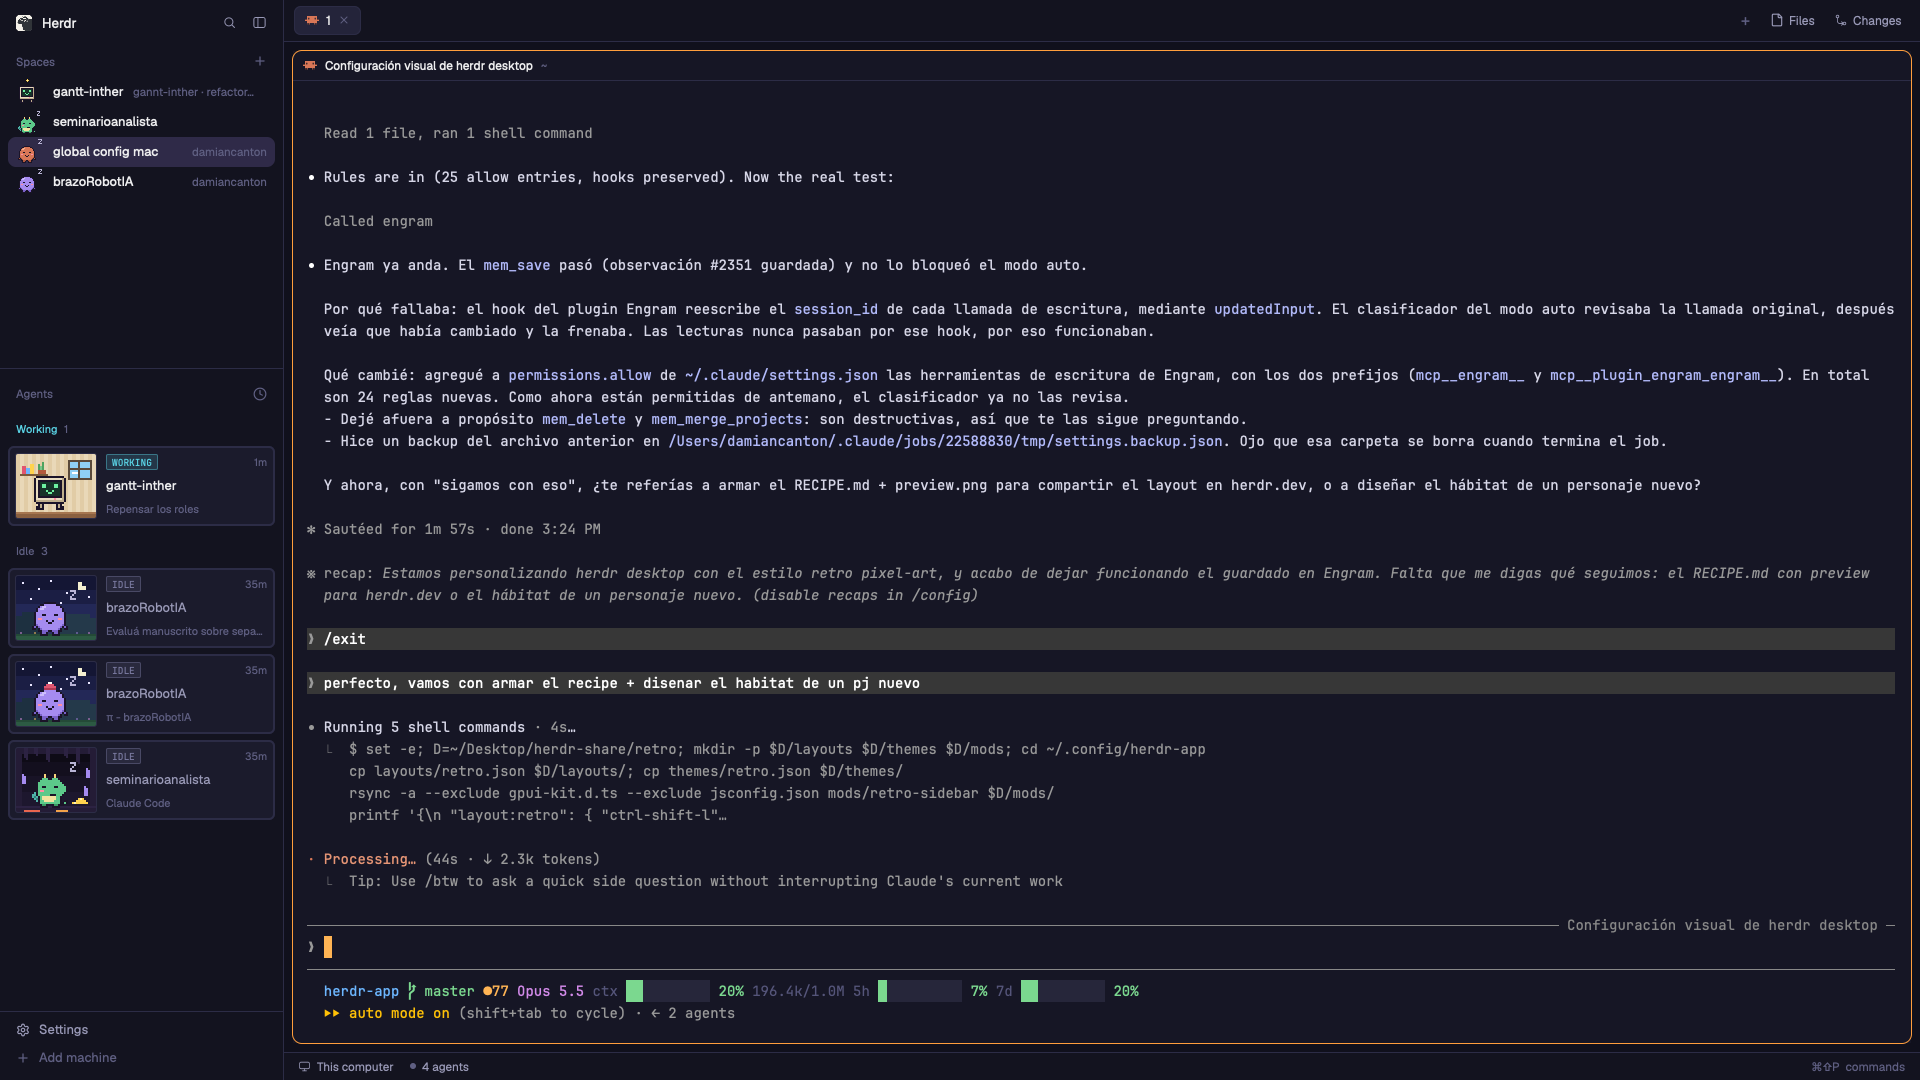 Herdr
Spaces
gantt-inther gannt-inther · refactor…
seminarioanalista
global config mac damiancanton
brazoRobotIA damiancanton
Agents
Working 1
WORKING 1m
gantt-inther
Repensar los roles
Idle 3
IDLE 35m
brazoRobotIA
Evaluá manuscrito sobre sepa…
IDLE 35m
brazoRobotIA
π - brazoRobotIA
IDLE 35m
seminarioanalista
Claude Code
Settings
Add machine
1
Files
Changes
Configuración visual de herdr desktop ~
Read 1 file, ran 1 shell command
• Rules are in (25 allow entries, hooks preserved). Now the real test:
Called engram
• Engram ya anda. El mem_save pasó (observación #2351 guardada) y no lo bloqueó el modo auto.
Por qué fallaba: el hook del plugin Engram reescribe el session_id de cada llamada de escritura, mediante updatedInput. El clasificador del modo auto revisaba la llamada original, después
veía que había cambiado y la frenaba. Las lecturas nunca pasaban por ese hook, por eso funcionaban.
Qué cambié: agregué a permissions.allow de ~/.claude/settings.json las herramientas de escritura de Engram, con los dos prefijos (mcp__engram__ y mcp__plugin_engram_engram__). En total
son 24 reglas nuevas. Como ahora están permitidas de antemano, el clasificador ya no las revisa.
- Dejé afuera a propósito mem_delete y mem_merge_projects: son destructivas, así que te las sigue preguntando.
- Hice un backup del archivo anterior en /Users/damiancanton/.claude/jobs/22588830/tmp/settings.backup.json. Ojo que esa carpeta se borra cuando termina el job.
Y ahora, con "sigamos con eso", ¿te referías a armar el RECIPE.md + preview.png para compartir el layout en herdr.dev, o a diseñar el hábitat de un personaje nuevo?
✻ Sautéed for 1m 57s · done 3:24 PM
※ recap: Estamos personalizando herdr desktop con el estilo retro pixel-art, y acabo de dejar funcionando el guardado en Engram. Falta que me digas qué seguimos: el RECIPE.md con preview
para herdr.dev o el hábitat de un personaje nuevo. (disable recaps in /config)
❯ /exit
❯ perfecto, vamos con armar el recipe + disenar el habitat de un pj nuevo
• Running 5 shell commands · 4s…
└ $ set -e; D=~/Desktop/herdr-share/retro; mkdir -p $D/layouts $D/themes $D/mods; cd ~/.config/herdr-app
cp layouts/retro.json $D/layouts/; cp themes/retro.json $D/themes/
rsync -a --exclude gpui-kit.d.ts --exclude jsconfig.json mods/retro-sidebar $D/mods/
printf '{\n "layout:retro": { "ctrl-shift-l"…
· Processing… (44s · ↓ 2.3k tokens)
└ Tip: Use /btw to ask a quick side question without interrupting Claude's current work
Configuración visual de herdr desktop
❯
herdr-app master ●77 Opus 5.5 ctx 20% 196.4k/1.0M 5h 7% 7d 20%
⏵⏵ auto mode on (shift+tab to cycle) · ← 2 agents
This computer • 4 agents
⌘⇧P commands